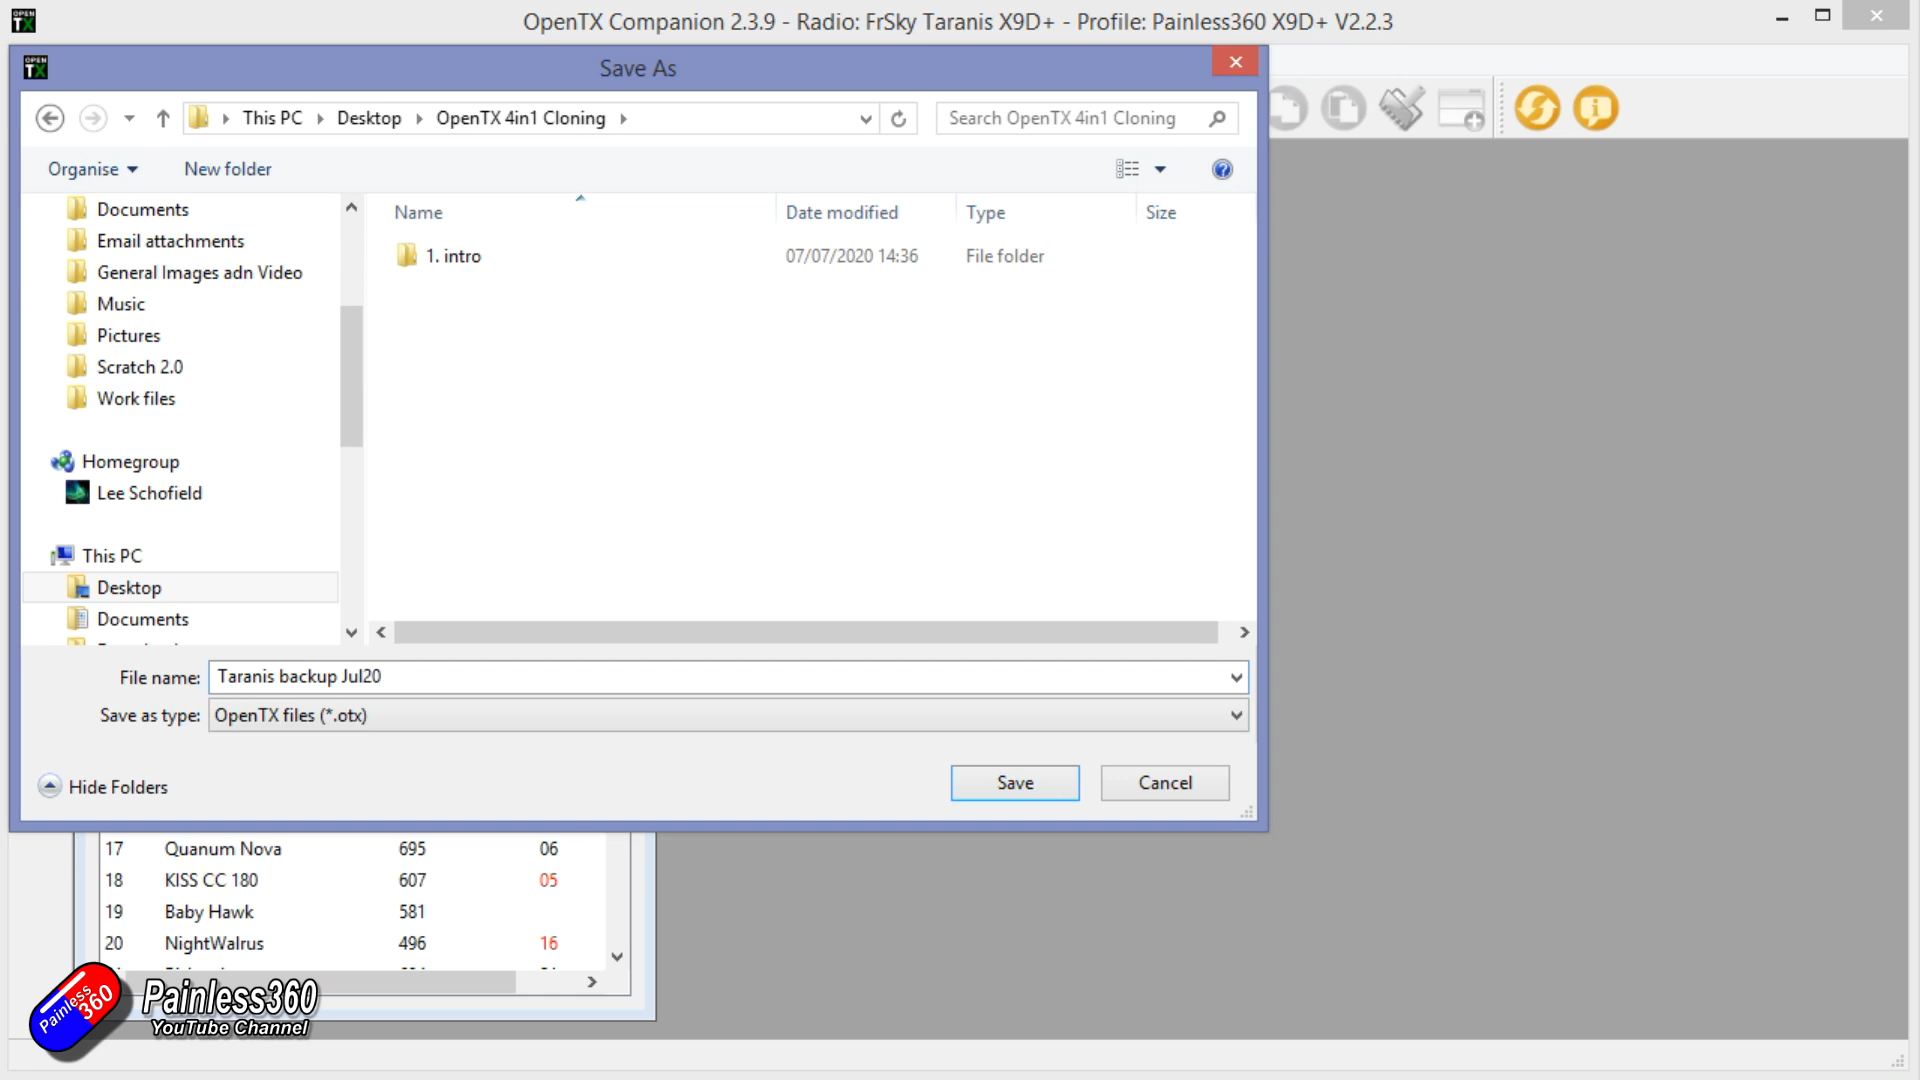 OPEN
TX
OpenTX Companion 2.3.9 - Radio: FrSky Taranis X9D+ - Profile: Painless360 X9D+ V2.2.3
OPEN
TX
Save As
This PC
Desktop
OpenTX 4in1 Cloning
Search OpenTX 4in1 Cloning
Organise
New folder
Name
Date modified
Type
Size
Documents
Email attachments
General Images adn Video
Music
Pictures
Scratch 2.0
Work files
Homegroup
Lee Schofield
This PC
Desktop
Documents
1. intro
07/07/2020 14:36
File folder
File name:
Taranis backup Jul20
Save as type:
OpenTX files (*.otx)
Hide Folders
Save
Cancel
17 Quanum Nova 695 06
18 KISS CC 180 607 05
19 Baby Hawk 581
20 NightWalrus 496 16
Painless
360
Painless360
YouTube Channel